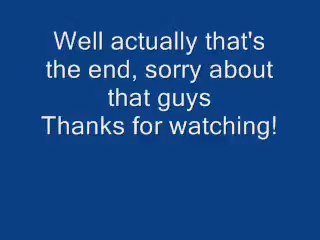 Well actually that's
the end, sorry about
that guys
Thanks for watching!